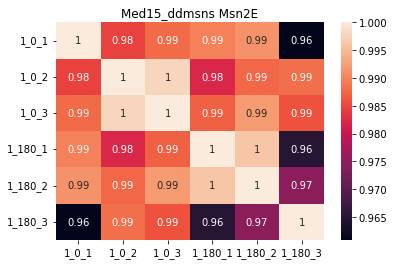 Med15_ddmsns Msn2E
1_0_1 1 0.98 0.99 0.99 0.99 0.96
1_0_2 0.98 1 1 0.98 0.99 0.99
1_0_3 0.99 1 1 0.99 0.99 0.99
1_180_1 0.99 0.98 0.99 1 1 0.96
1_180_2 0.99 0.99 0.99 1 1 0.97
1_180_3 0.96 0.99 0.99 0.96 0.97 1
1_0_1 1_0_2 1_0_3 1_180_1 1_180_2 1_180_3
1.000
0.995
0.990
0.985
0.980
0.975
0.970
0.965